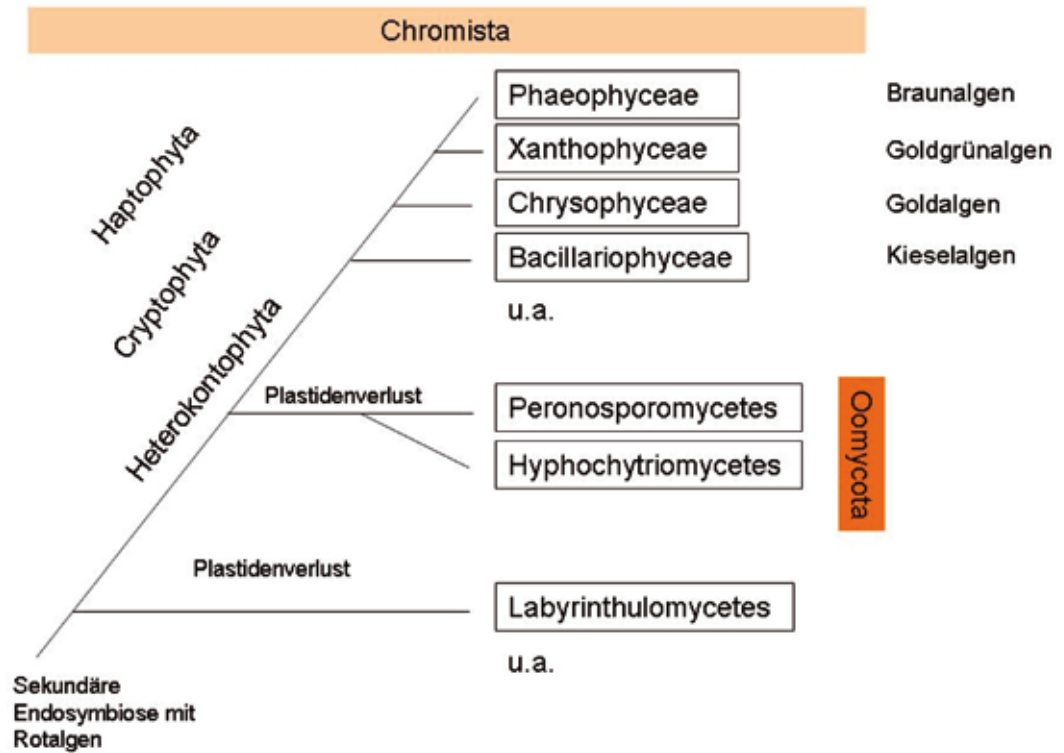 Chromista
Phaeophyceae
Braunalgen
Xanthophyceae
Goldgrünalgen
Chrysophyceae
Goldalgen
Bacillariophyceae
Kieselalgen
u.a.
Haptophyta
Cryptophyta
Heterokontophyta
Plastidenverlust
Peronosporomycetes
Hyphochytriomycetes
Oomycota
Plastidenverlust
Labyrinthulomycetes
u.a.
Sekundäre
Endosymbiose mit
Rotalgen